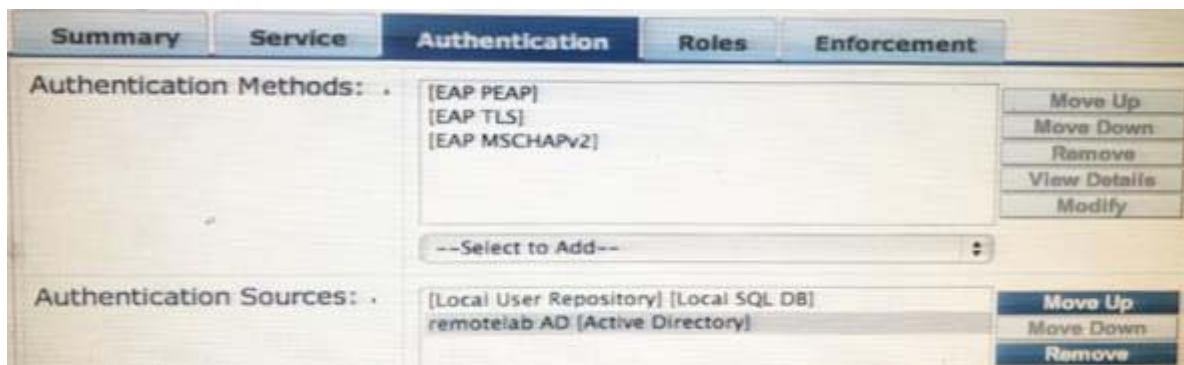 Summary Service Authentication Roles Enforcement
Authentication Methods:
[EAP PEAP]
[EAP TLS]
[EAP MSCHAPv2]
Move Up
Move Down
Remove
View Details
Modify
--Select to Add--
Authentication Sources:
[Local User Repository] [Local SQL DB]
remotelab AD [Active Directory]
Move Up
Move Down
Remove